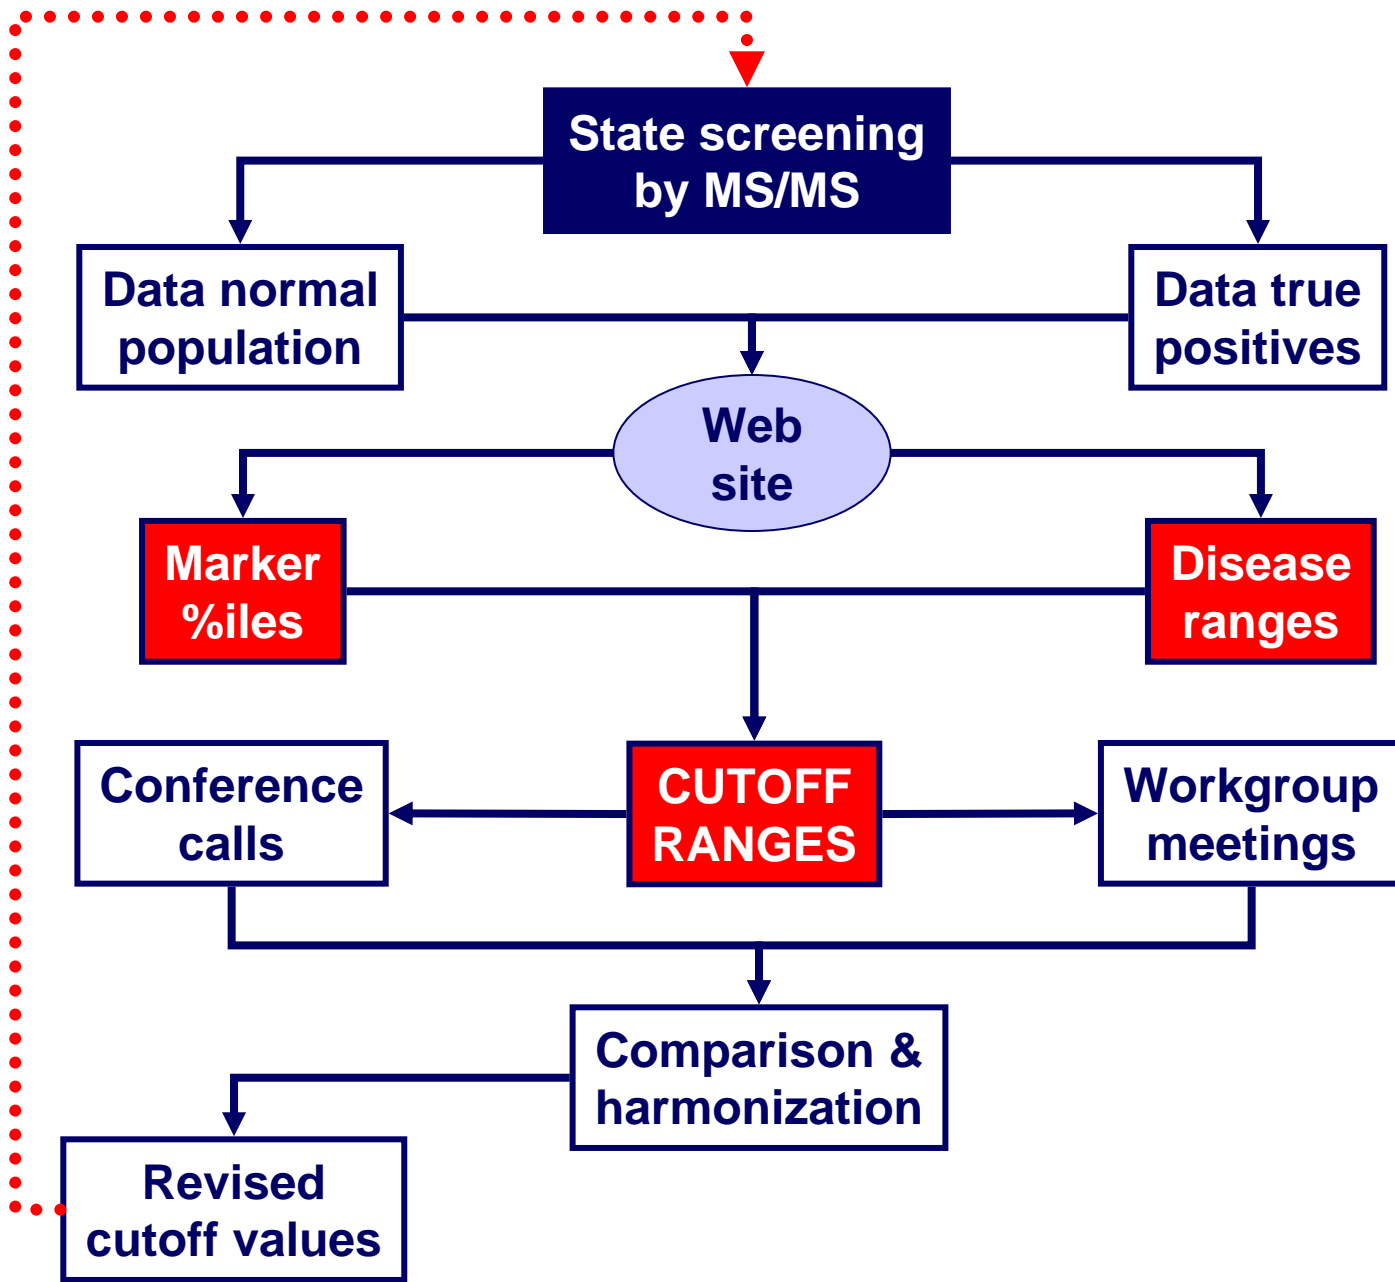 State screening
by MS/MS
Data normal
population
Data true
positives
Web
site
Marker
%iles
Disease
ranges
Conference
calls
CUTOFF
RANGES
Workgroup
meetings
Comparison &
harmonization
Revised
cutoff values